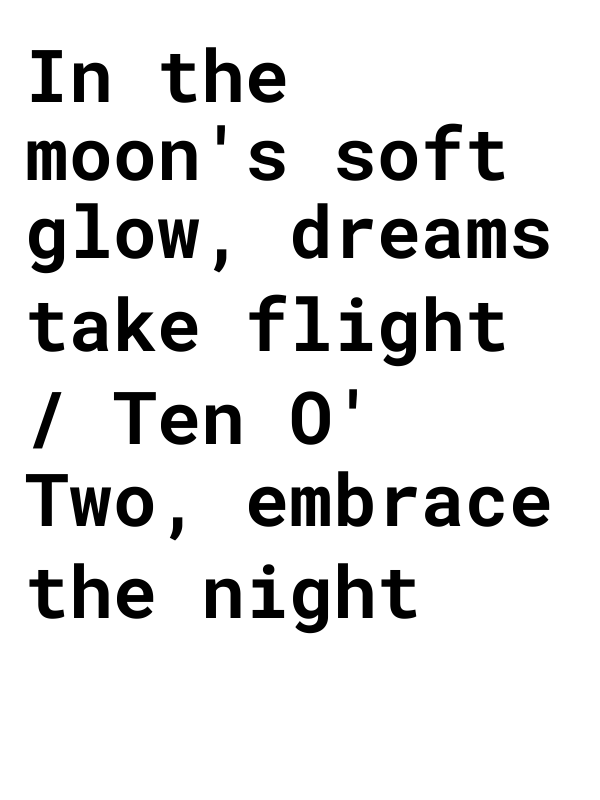 In the
moon's soft
glow, dreams
take flight
/ Ten O'
Two, embrace
the night